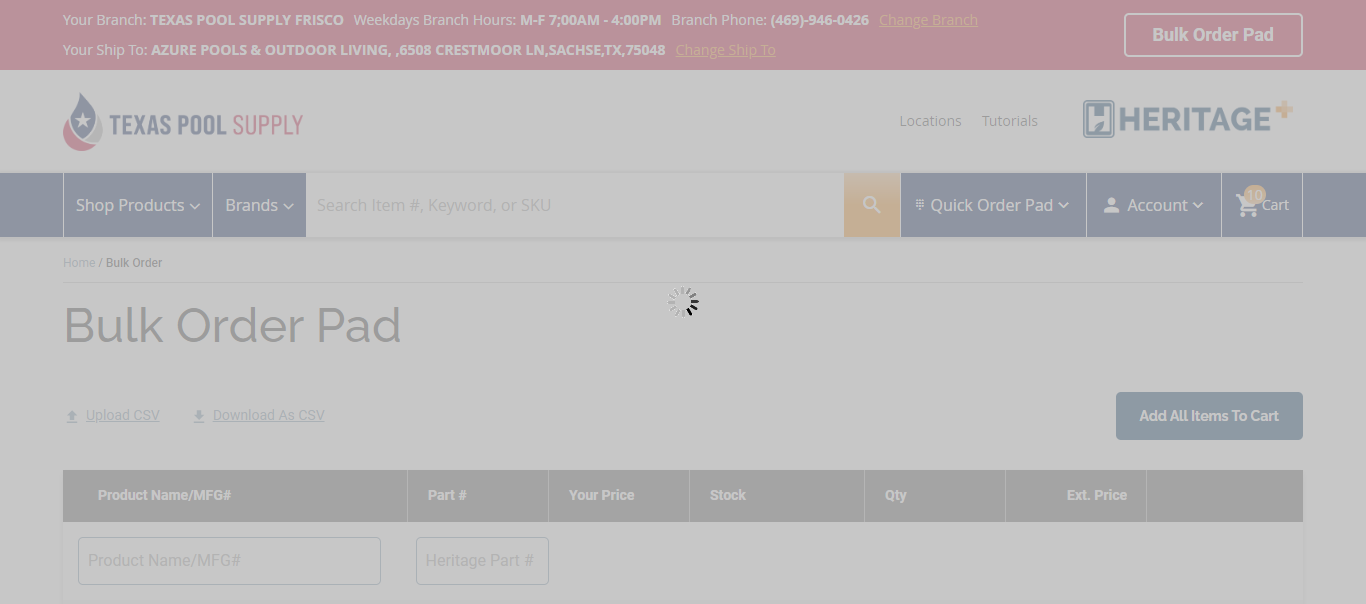 Your Branch: TEXAS POOL SUPPLY FRISCO Weekdays Branch Hours: M-F 7;00AM - 4:00PM Branch Phone: (469)-946-0426 Change Branch
Your Ship To: AZURE POOLS & OUTDOOR LIVING, ,6508 CRESTMOOR LN,SACHSE,TX,75048 Change Ship To
Bulk Order Pad
TEXAS POOL SUPPLY
Locations Tutorials
HERITAGE+
Shop Products Brands Search Item #, Keyword, or SKU Quick Order Pad Account 10 Cart
Home / Bulk Order
Bulk Order Pad
Upload CSV Download As CSV Add All Items To Cart
Product Name/MFG# Part # Your Price Stock Qty Ext. Price
Product Name/MFG# Heritage Part #